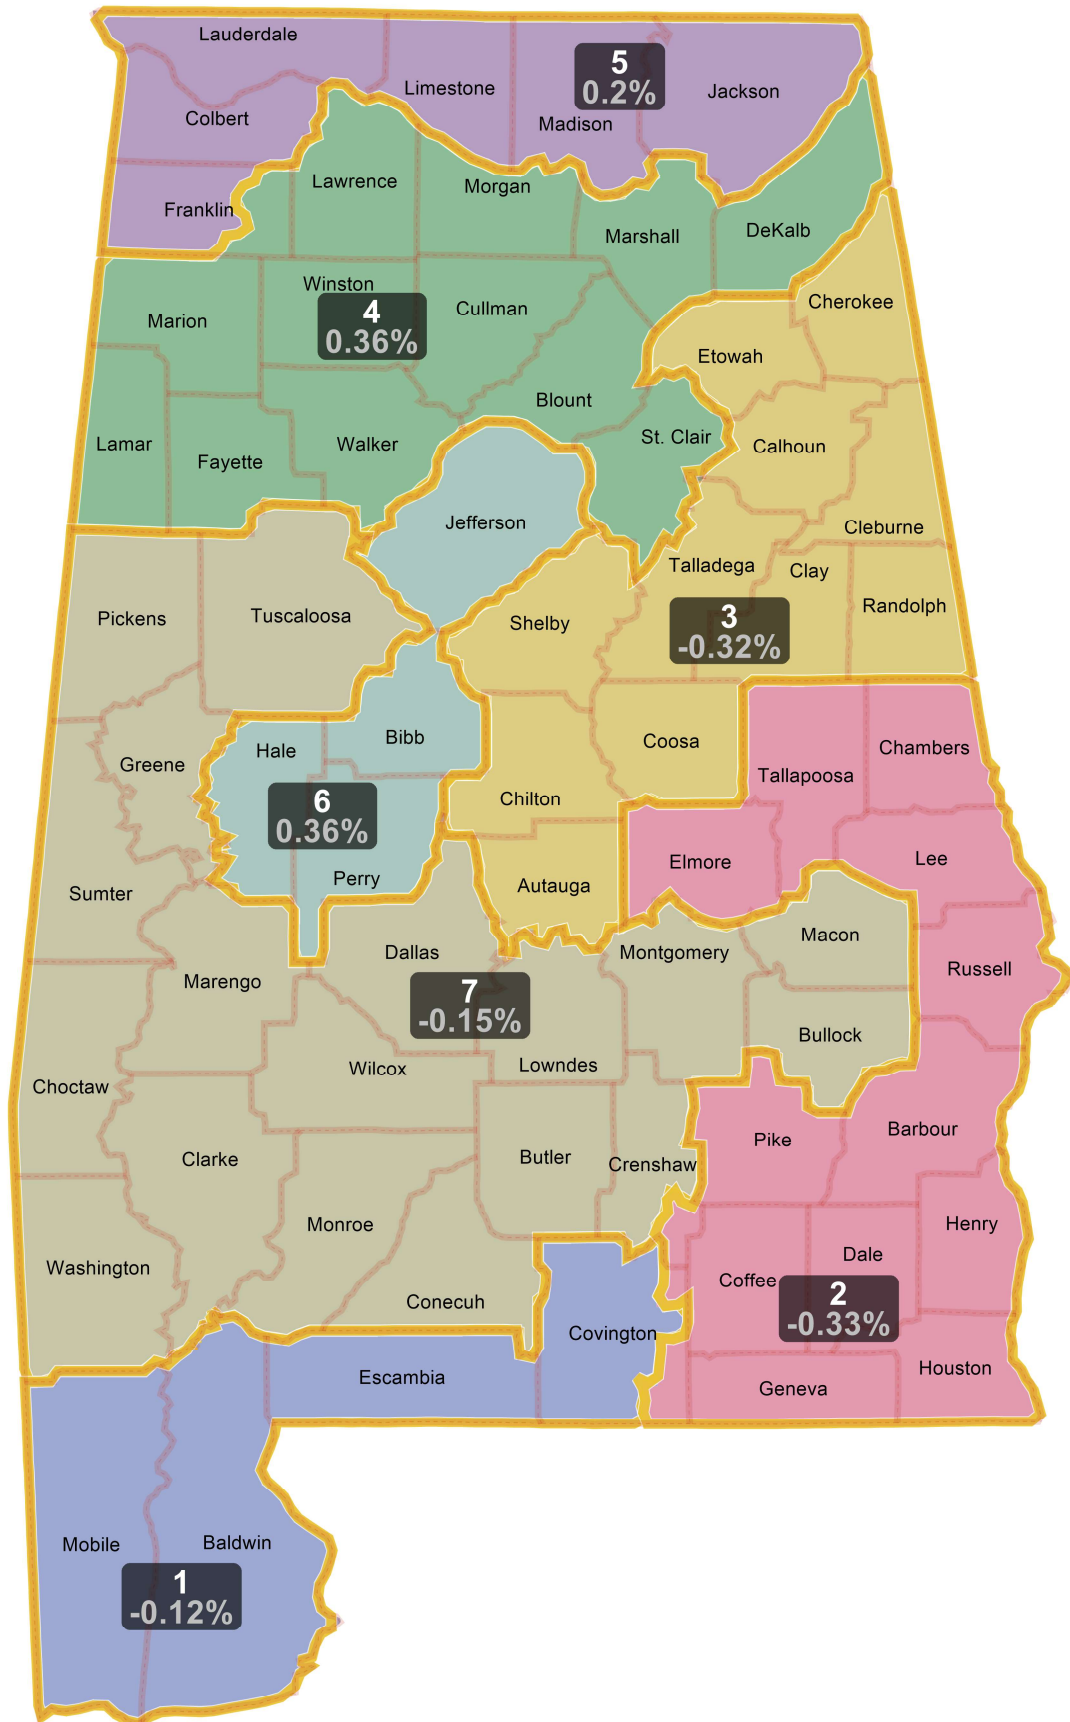 Lauderdale
5
0.2%
Limestone
Jackson
Colbert
Madison
Lawrence
Morgan
Franklin
DeKalb
Marshall
Winston
Cherokee
Cullman
4
0.36%
Marion
Etowah
Blount
St. Clair
Lamar
Walker
Calhoun
Fayette
Jefferson
Cleburne
Talladega
Clay
Randolph
Pickens
Tuscaloosa
Shelby
3
-0.32%
Bibb
Coosa
Chambers
Hale
Greene
Tallapoosa
Chilton
6
0.36%
Lee
Elmore
Perry
Autauga
Sumter
Macon
Dallas
Montgomery
Russell
Marengo
7
-0.15%
Bullock
Lowndes
Wilcox
Choctaw
Barbour
Pike
Clarke
Butler
Crenshaw
Monroe
Henry
Dale
Washington
Coffee
2
-0.33%
Conecuh
Covington
Houston
Escambia
Geneva
Mobile
Baldwin
1
-0.12%